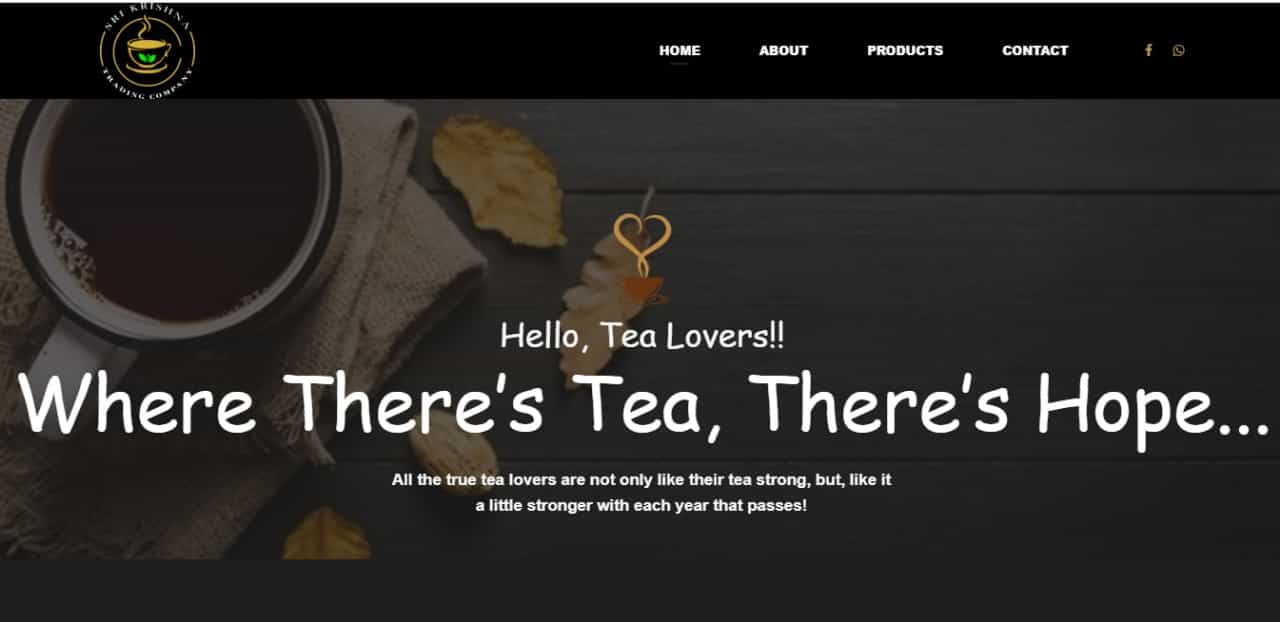 SRI KRISHNA
TRADING COMPANY
HOME ABOUT PRODUCTS CONTACT
Hello, Tea Lovers!!
Where There's Tea, There's Hope...
All the true tea lovers are not only like their tea strong, but, like it
a little stronger with each year that passes!